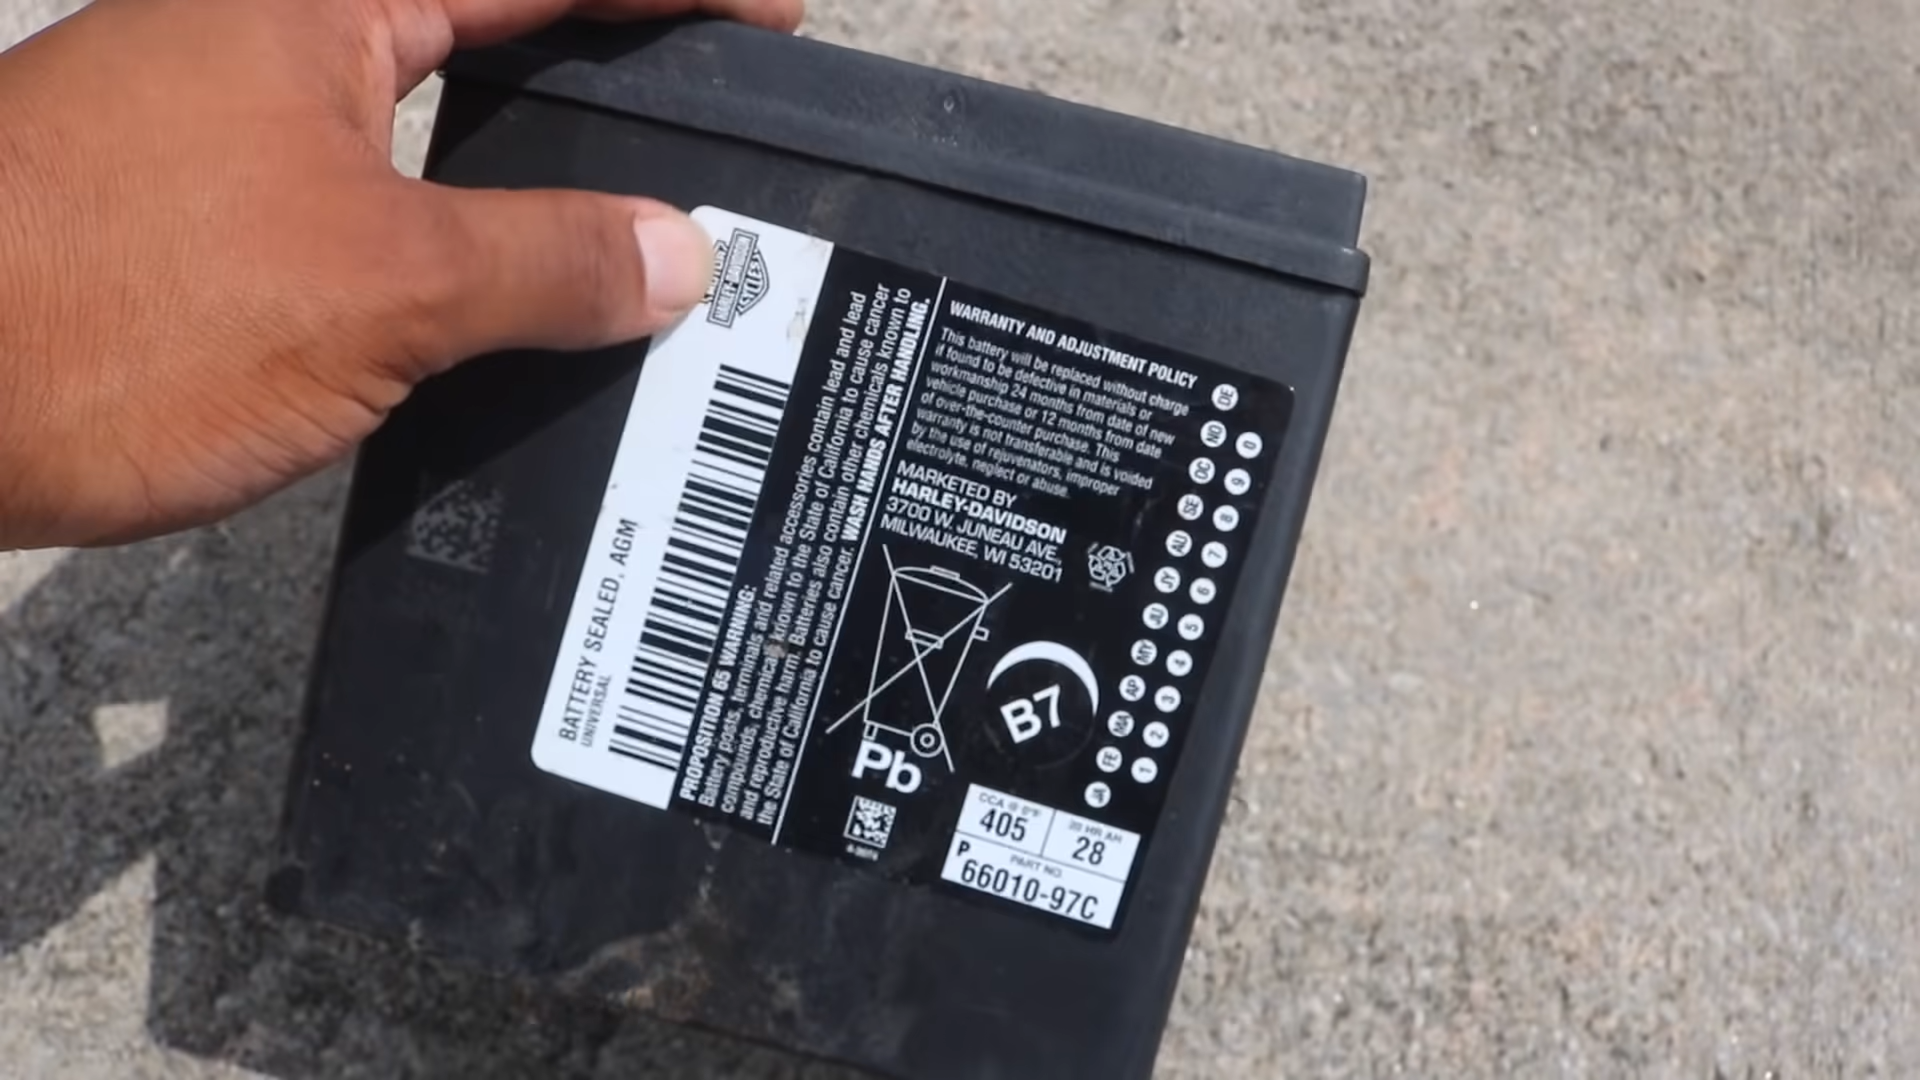 MOTOR
HARLEY-DAVIDSON
CYCLES
BATTERY SEALED, AGM
UNIVERSAL
PROPOSITION 65 WARNING:
Battery posts, terminals and related accessories contain lead and lead
compounds, chemicals known to the State of California to cause cancer
and reproductive harm. Batteries also contain other chemicals known to
the State of California to cause cancer. WASH HANDS AFTER HANDLING.
WARRANTY AND ADJUSTMENT POLICY
This battery will be replaced without charge
if found to be defective in materials or
workmanship 24 months from date of new
vehicle purchase or 12 months from date
of over-the-counter purchase. This
warranty is not transferable and is voided
by the use of rejuvenators, improper
electrolyte, neglect or abuse.
MARKETED BY
HARLEY-DAVIDSON
3700 W. JUNEAU AVE.
MILWAUKEE, WI 53201
Pb
B7
DE
NO 0
OC 9
SE 8
AU 7
JY 6
JU 5
MY 4
AP 3
MA 2
FE 1
JA
CCA @ 0°F
405
20 HR AH
28
P
PART NO.
66010-97C